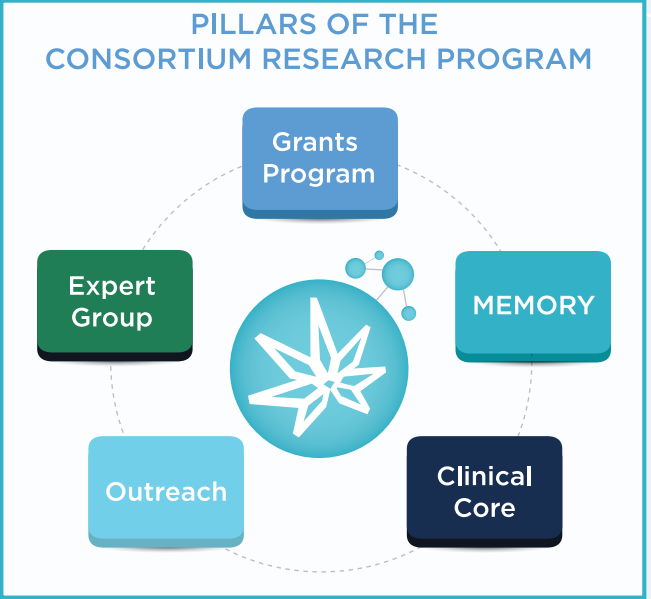 PILLARS OF THE
CONSORTIUM RESEARCH PROGRAM
Grants
Program
Expert
Group
MEMORY
Outreach
Clinical
Core